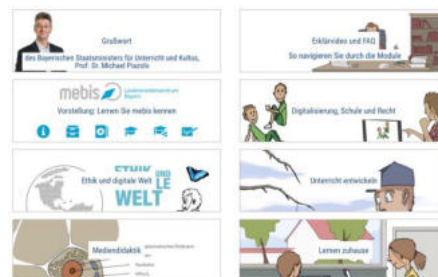 Grußwort
des Bayerischen Staatsministers für Unterricht und Kultus,
Prof. Dr. Michael Piazolo
Erklärvideo und FAQ
So navigieren Sie durch die Module
mebis
Landesmedienzentrum
Bayern
Vorstellung: Lernen Sie mebis kennen
Digitalisierung, Schule und Recht
ETHIK UND
Ethik und digitale Welt
LE
WELT
Unterricht entwickeln
Mediendidaktik
Lernen zuhause